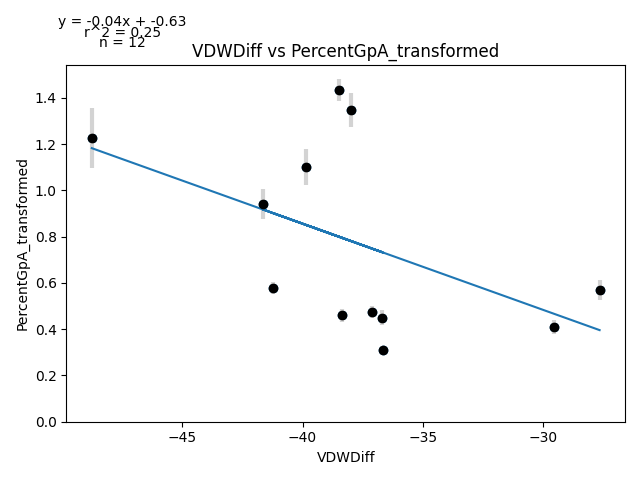 y = -0.04x + -0.63
r^2 = 0.25
n = 12
VDWDiff vs PercentGpA_transformed
PercentGpA_transformed
1.4
1.2
1.0
0.8
0.6
0.4
0.2
0.0
−45
−40
−35
−30
VDWDiff